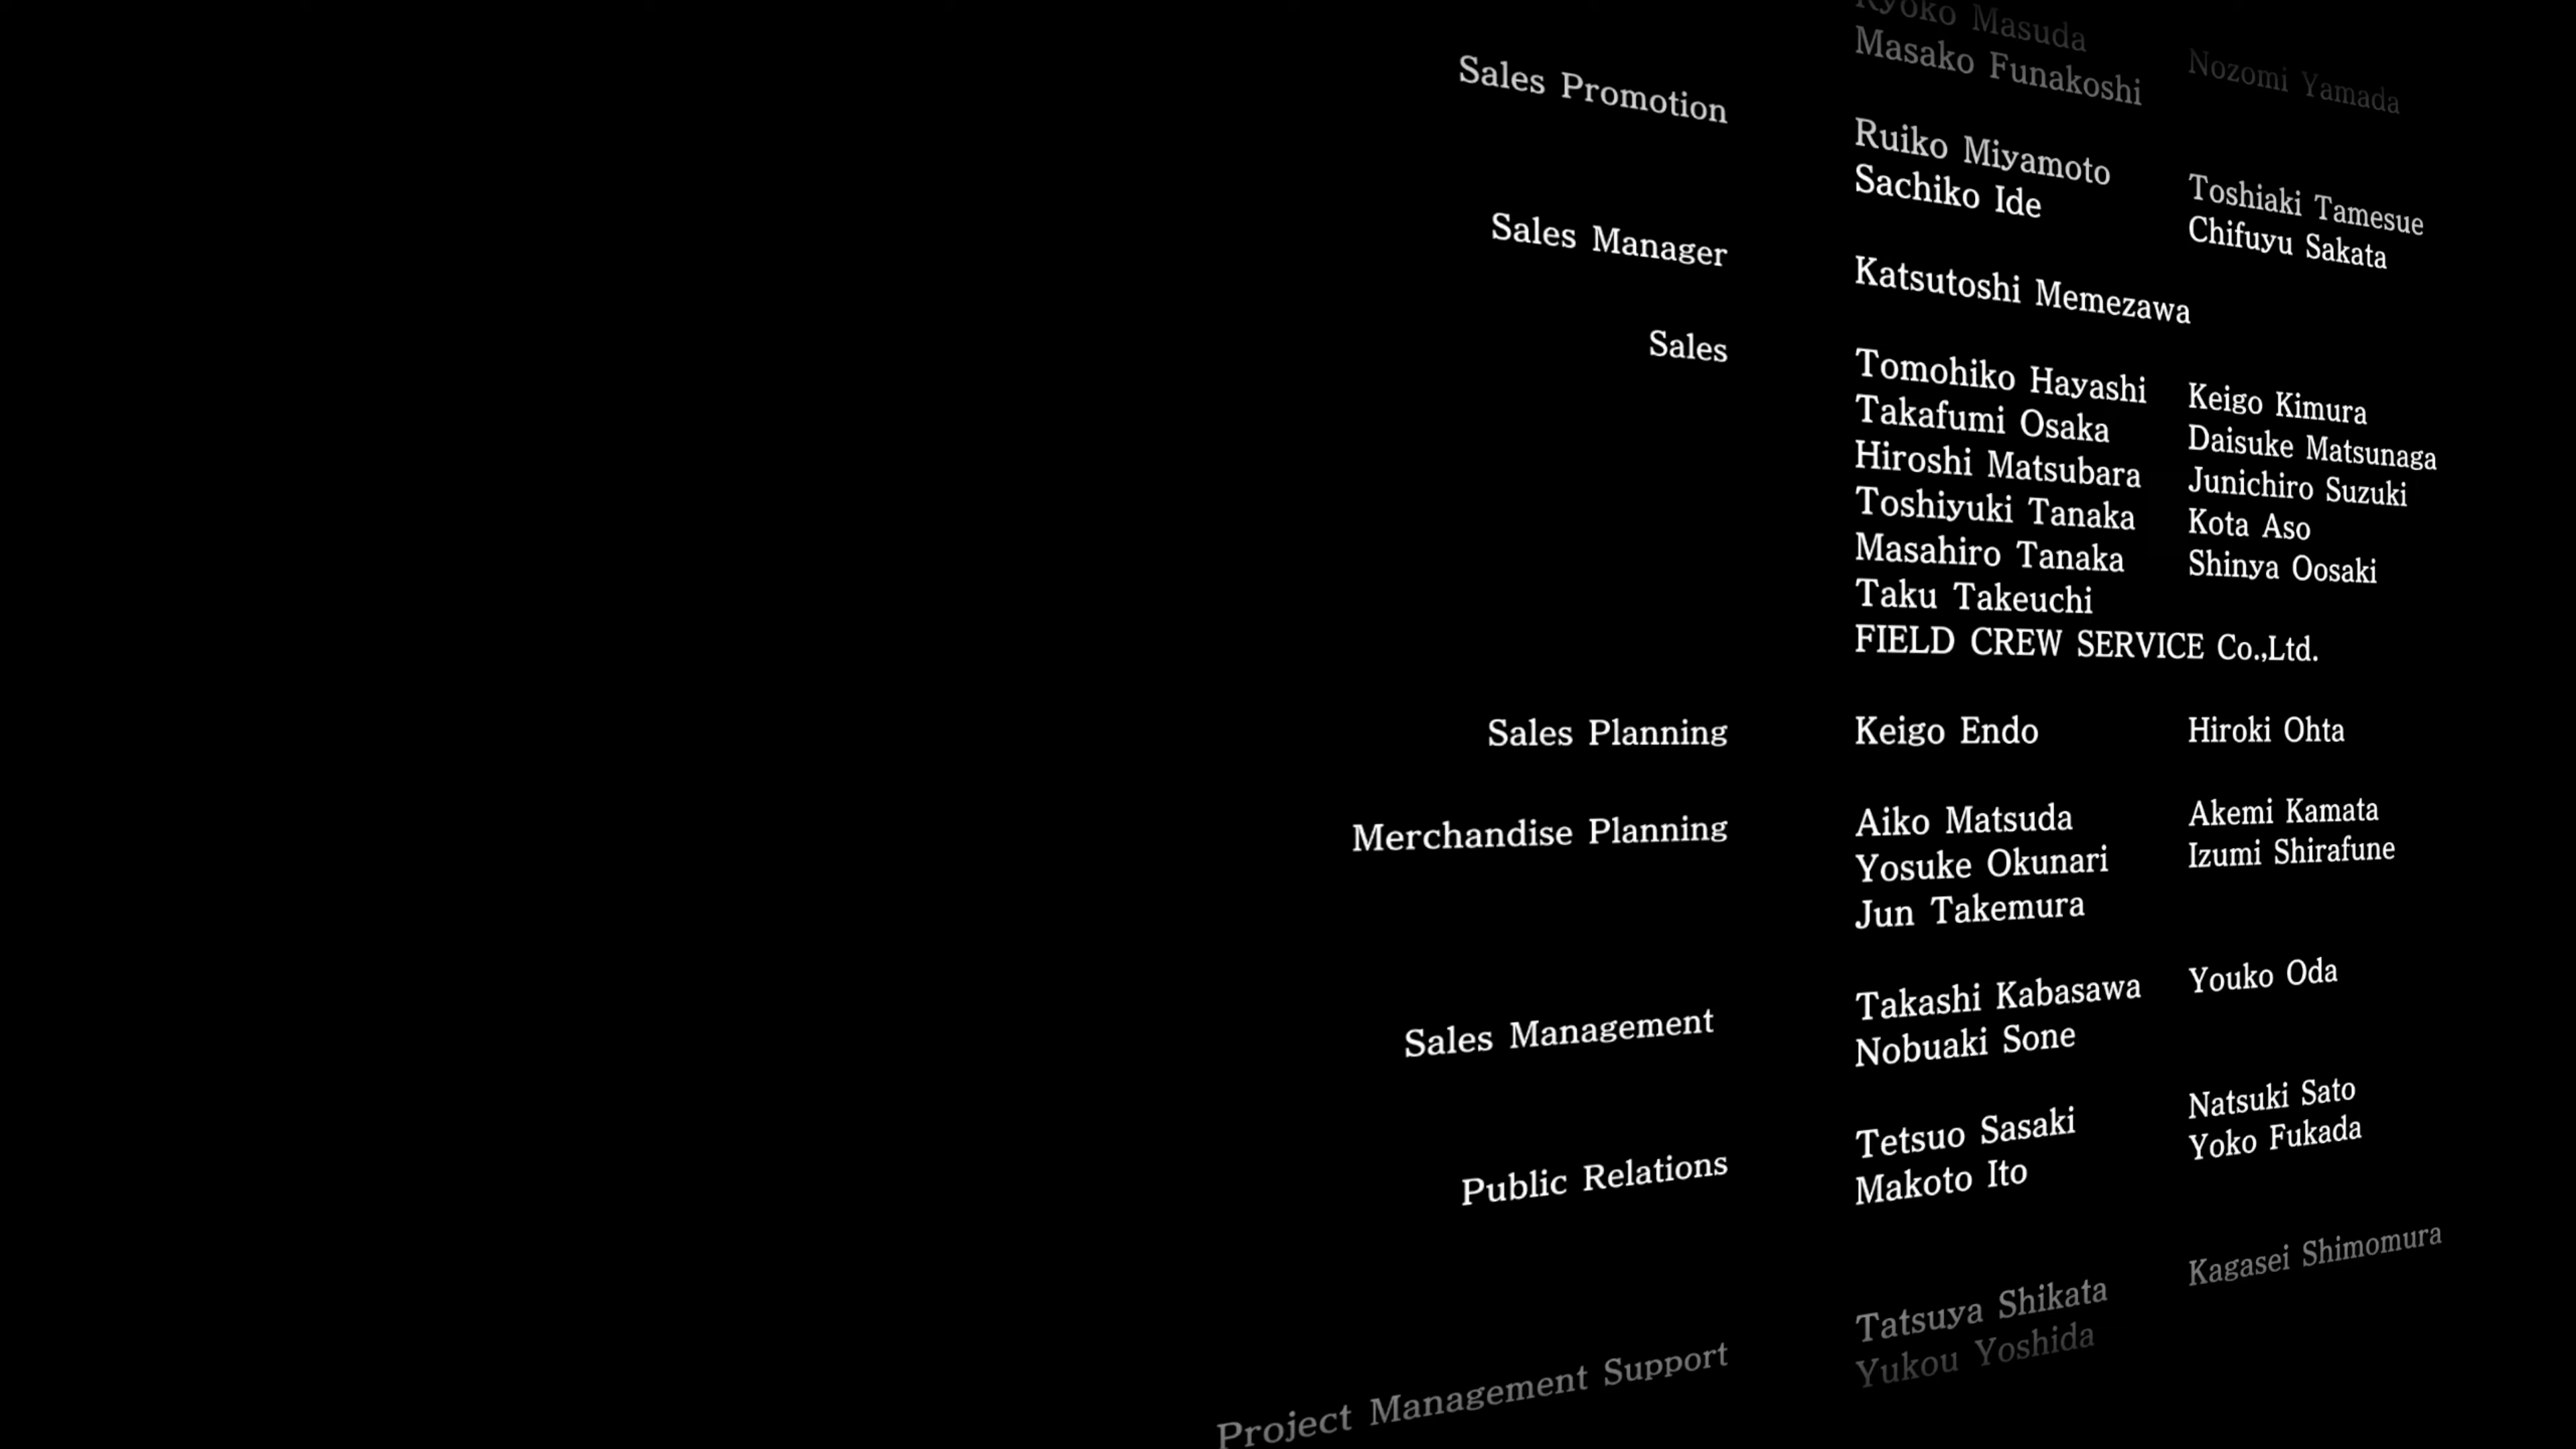 Kyoko Masuda Nozomi Yamada
Masako Funakoshi
Sales Promotion Ruiko Miyamoto Toshiaki Tamesue
Sachiko Ide Chifuyu Sakata
Sales Manager Katsutoshi Memezawa
Sales Tomohiko Hayashi Keigo Kimura
Takafumi Osaka Daisuke Matsunaga
Hiroshi Matsubara Junichiro Suzuki
Toshiyuki Tanaka Kota Aso
Masahiro Tanaka Shinya Oosaki
Taku Takeuchi
FIELD CREW SERVICE Co.,Ltd.
Sales Planning Keigo Endo Hiroki Ohta
Merchandise Planning Aiko Matsuda Akemi Kamata
Yosuke Okunari Izumi Shirafune
Jun Takemura
Sales Management Takashi Kabasawa Youko Oda
Nobuaki Sone
Public Relations Tetsuo Sasaki Natsuki Sato
Makoto Ito Yoko Fukada
Project Management Support Tatsuya Shikata Kagasei Shimomura
Yukou Yoshida